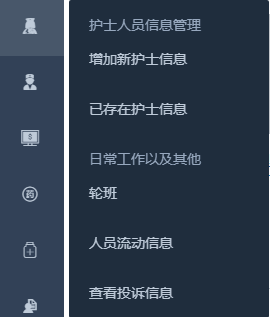 护士人员信息管理
增加新护士信息
已存在护士信息
日常工作以及其他
轮班
药
人员流动信息
查看投诉信息